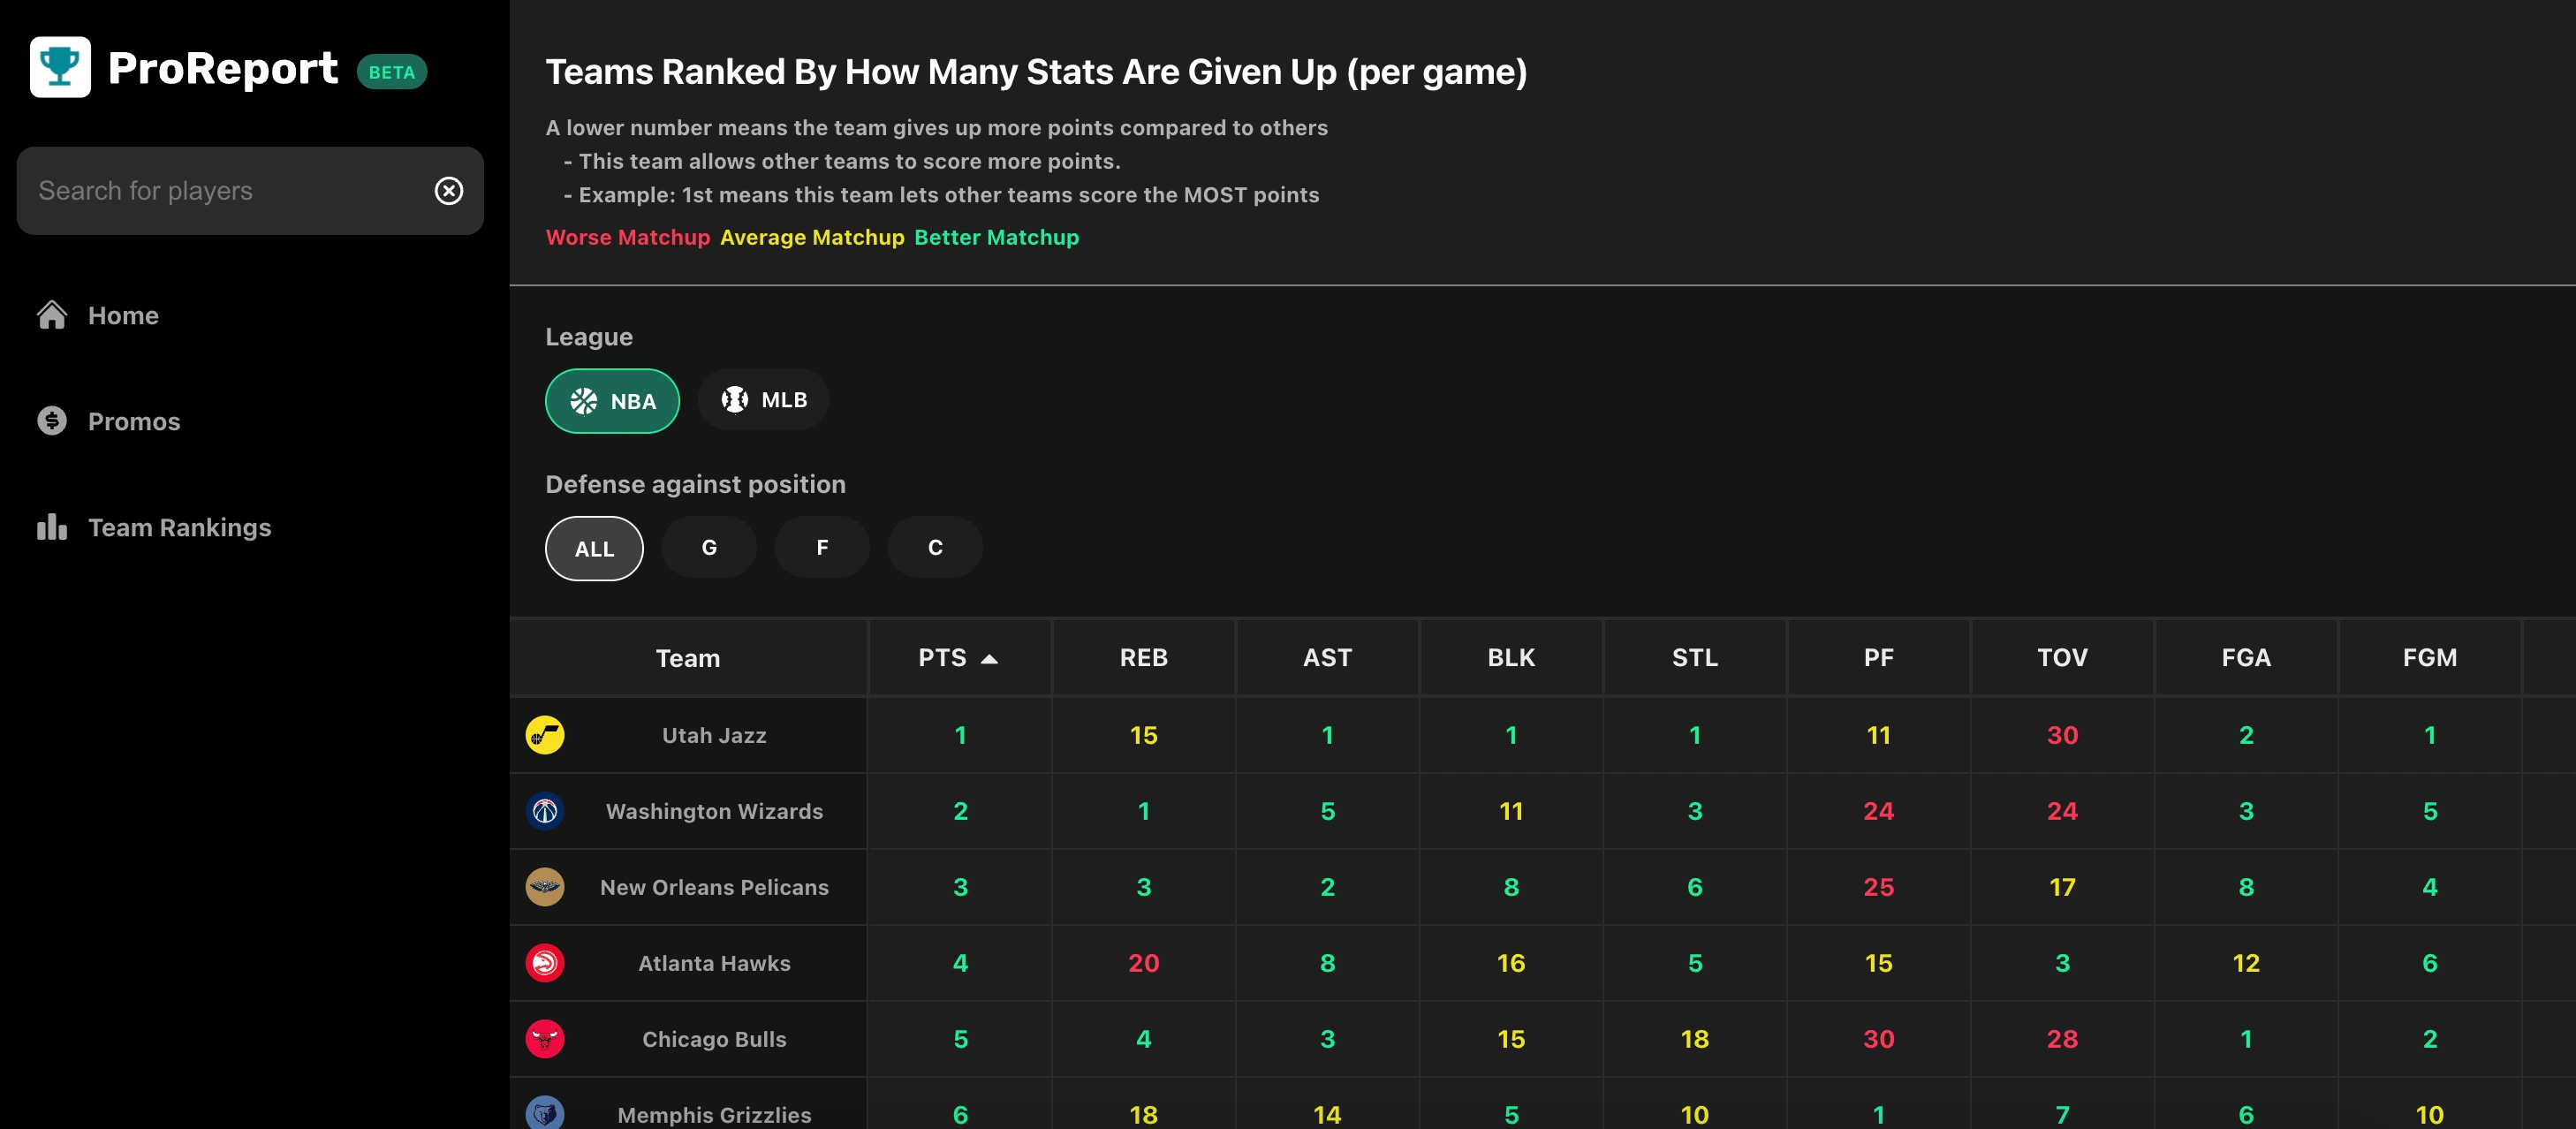 ProReport BETA
Search for players
Home
Promos
Team Rankings
Teams Ranked By How Many Stats Are Given Up (per game)
A lower number means the team gives up more points compared to others
- This team allows other teams to score more points.
- Example: 1st means this team lets other teams score the MOST points
Worse Matchup Average Matchup Better Matchup
League
NBA MLB
Defense against position
ALL G F C
Team PTS REB AST BLK STL PF TOV FGA FGM
Utah Jazz 1 15 1 1 1 11 30 2 1
Washington Wizards 2 1 5 11 3 24 24 3 5
New Orleans Pelicans 3 3 2 8 6 25 17 8 4
Atlanta Hawks 4 20 8 16 5 15 3 12 6
Chicago Bulls 5 4 3 15 18 30 28 1 2
Memphis Grizzlies 6 18 14 5 10 1 7 6 10